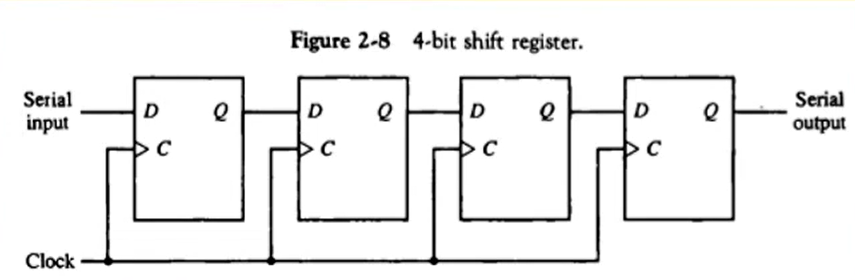 Figure 2-8 4-bit shift register.
Serial
input
D Q D Q D Q D Q
Serial
output
C C C C
Clock